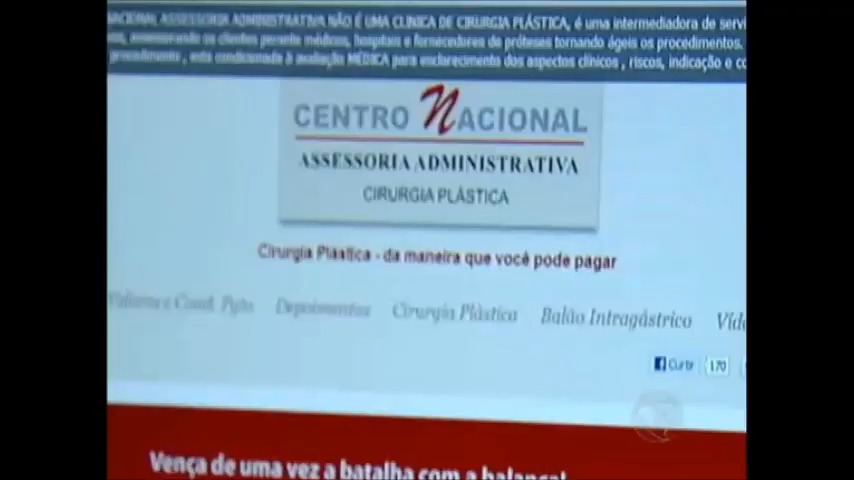 NACIONAL ASSESSORIA ADMINISTRATIVA NÃO É UMA CLINICA DE CIRURGIA PLÁSTICA, é uma intermediadora de servi
assessorando os clientes perante médicos, hospitais e fornecedores de próteses tornando ágeis os procedimentos.
procedimento, esta condicionada à avaliação MÉDICA para esclarecimento dos aspectos clínicos , riscos, indicação e co
CENTRO NACIONAL
ASSESSORIA ADMINISTRATIVA
CIRURGIA PLÁSTICA
Cirurgia Plástica - da maneira que você pode pagar
Depoimentos Cirurgia Plástica Balão Intragástrico Víd
Curtir 170
Vença de uma vez a batalha com a balança!